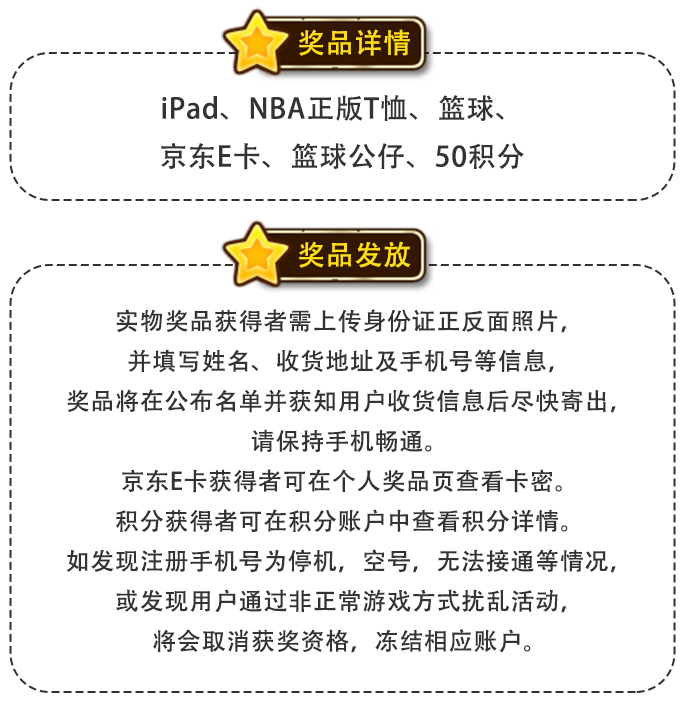 奖品详情
iPad、NBA正版T恤、篮球、
京东E卡、篮球公仔、50积分
奖品发放
实物奖品获得者需上传身份证正反面照片，
并填写姓名、收货地址及手机号等信息，
奖品将在公布名单并获知用户收货信息后尽快寄出，
请保持手机畅通。
京东E卡获得者可在个人奖品页查看卡密。
积分获得者可在积分账户中查看积分详情。
如发现注册手机号为停机，空号，无法接通等情况，
或发现用户通过非正常游戏方式扰乱活动，
将会取消获奖资格，冻结相应账户。